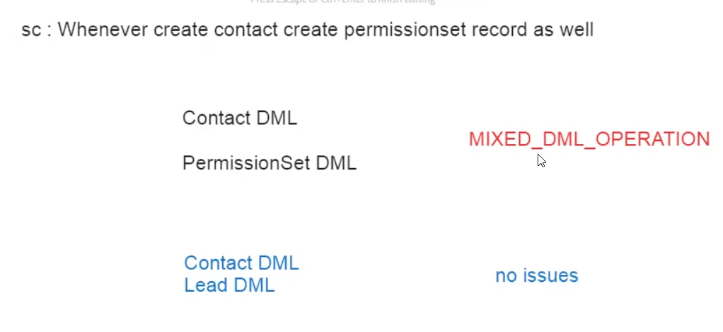 sc : Whenever create contact create permissionset record as well
Contact DML
MIXED_DML_OPERATION
PermissionSet DML
Contact DML
Lead DML
no issues